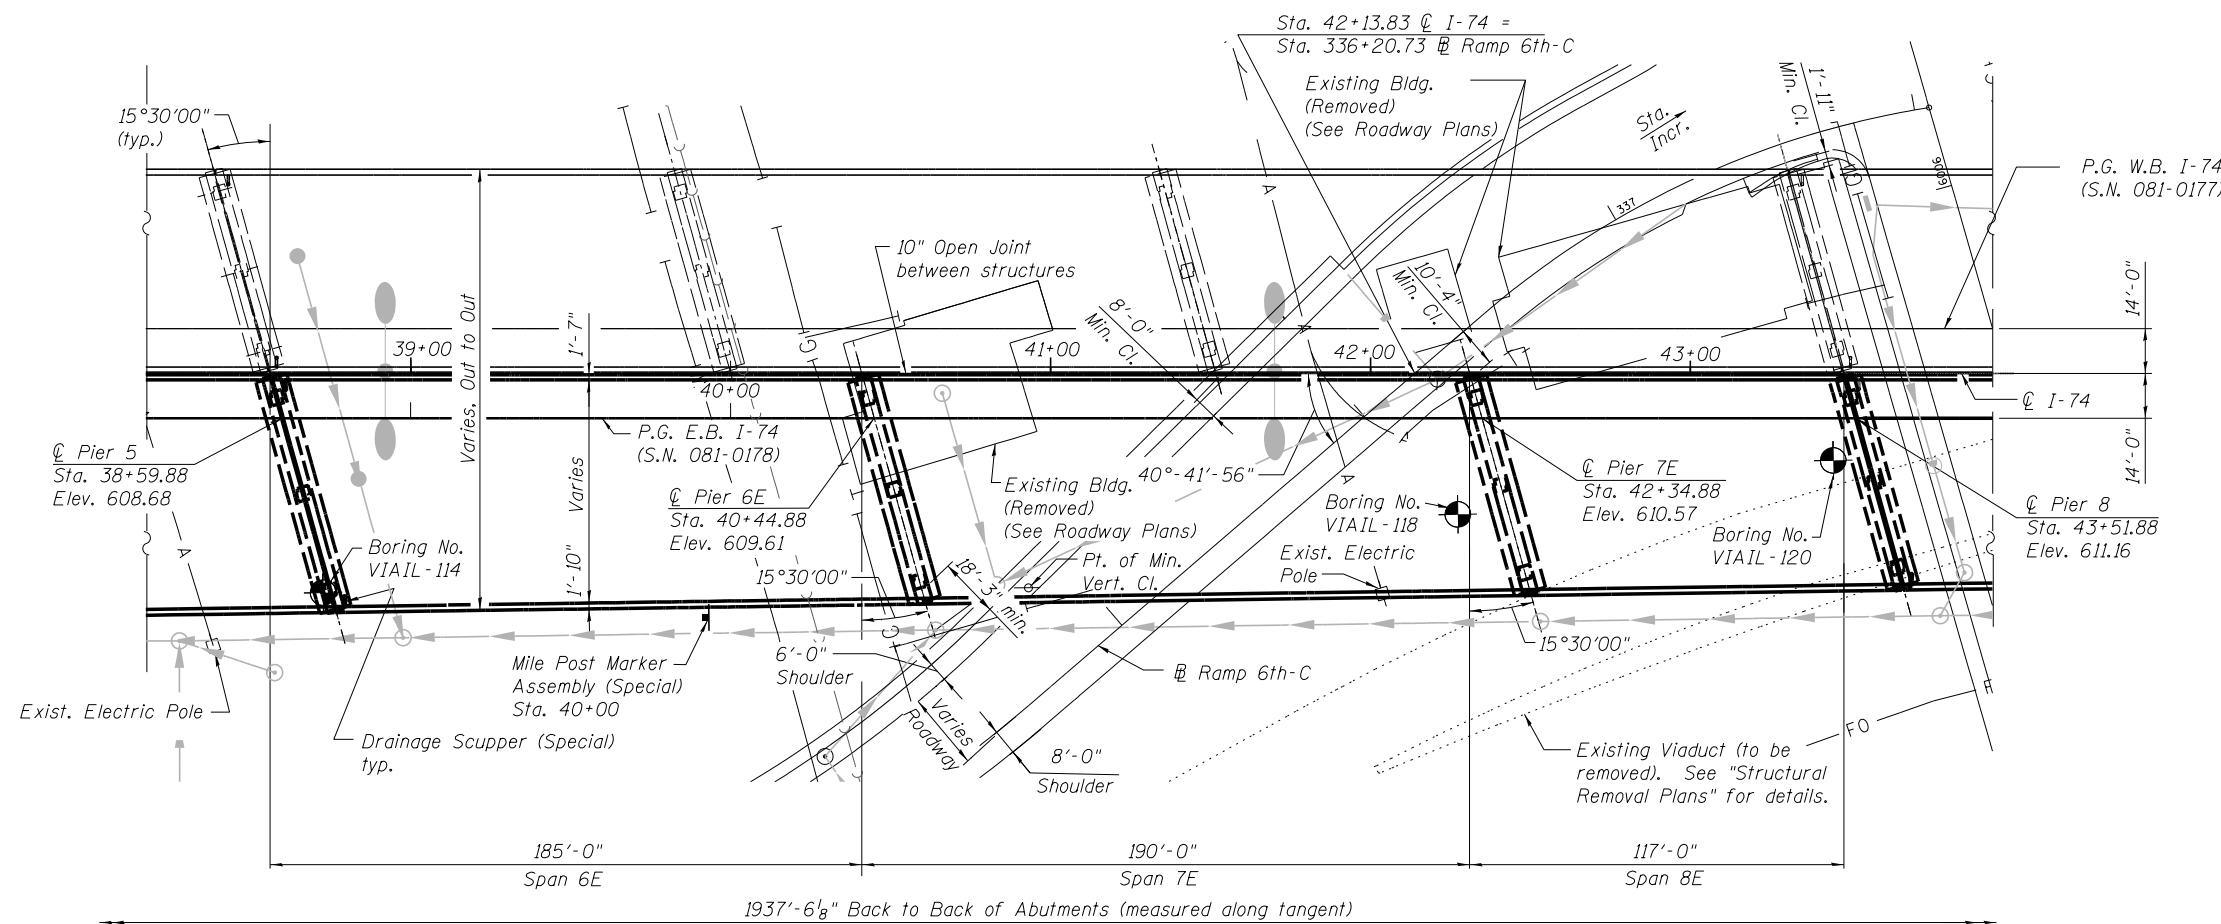 Sta. 42+13.83 ℄ I-74 =
Sta. 336+20.73 ⅊ Ramp 6th-C
Existing Bldg.
(Removed)
(See Roadway Plans)
Sta.
Incr.
1'-11"
Min. Cl.
15°30'00"
(typ.)
P.G. W.B. I-74
(S.N. 081-0177)
6006
337
A
10" Open Joint
between structures
Varies, Out to Out
1'-7"
8'-0"
Min. Cl.
10'-4"
Min. Cl.
14'-0"
39+00
40+00
41+00
42+00
43+00
℄ I-74
14'-0"
G
A
A
A
℄ Pier 5
Sta. 38+59.88
Elev. 608.68
P.G. E.B. I-74
(S.N. 081-0178)
Varies
℄ Pier 6E
Sta. 40+44.88
Elev. 609.61
Existing Bldg.
(Removed)
(See Roadway Plans)
40°-41'-56"
Boring No.
VIAIL-118
℄ Pier 7E
Sta. 42+34.88
Elev. 610.57
Boring No.
VIAIL-120
℄ Pier 8
Sta. 43+51.88
Elev. 611.16
A
Boring No.
VIAIL-114
1'-10"
15°30'00"
18'-3" min.
Pt. of Min.
Vert. Cl.
Exist. Electric
Pole
G
Mile Post Marker
Assembly (Special)
Sta. 40+00
6'-0"
Shoulder
⅊ Ramp 6th-C
15°30'00"
Exist. Electric Pole
Drainage Scupper (Special)
typ.
Varies
Roadway
8'-0"
Shoulder
FO
Existing Viaduct (to be
removed). See "Structural
Removal Plans" for details.
185'-0"
Span 6E
190'-0"
Span 7E
117'-0"
Span 8E
1937'-6⅛" Back to Back of Abutments (measured along tangent)